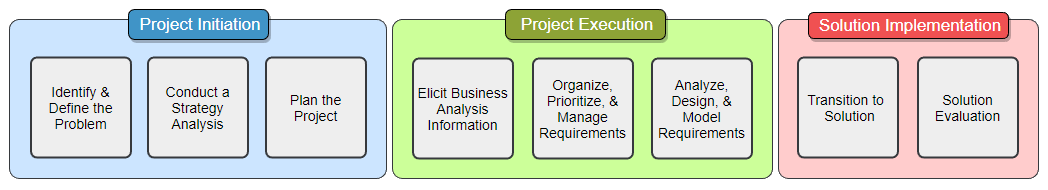 Project Initiation
Identify &
Define the
Problem
Conduct a
Strategy
Analysis
Plan the
Project
Project Execution
Elicit Business
Analysis
Information
Organize,
Prioritize, &
Manage
Requirements
Analyze,
Design, &
Model
Requirements
Solution Implementation
Transition to
Solution
Solution
Evaluation